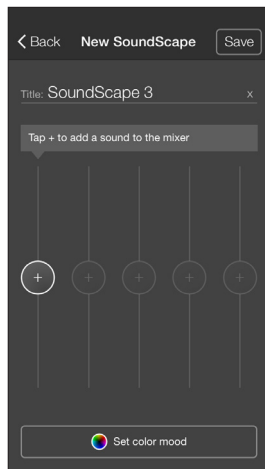 Back New SoundScape Save
Title: SoundScape 3 x
Tap + to add a sound to the mixer
+ + + + +
Set color mood